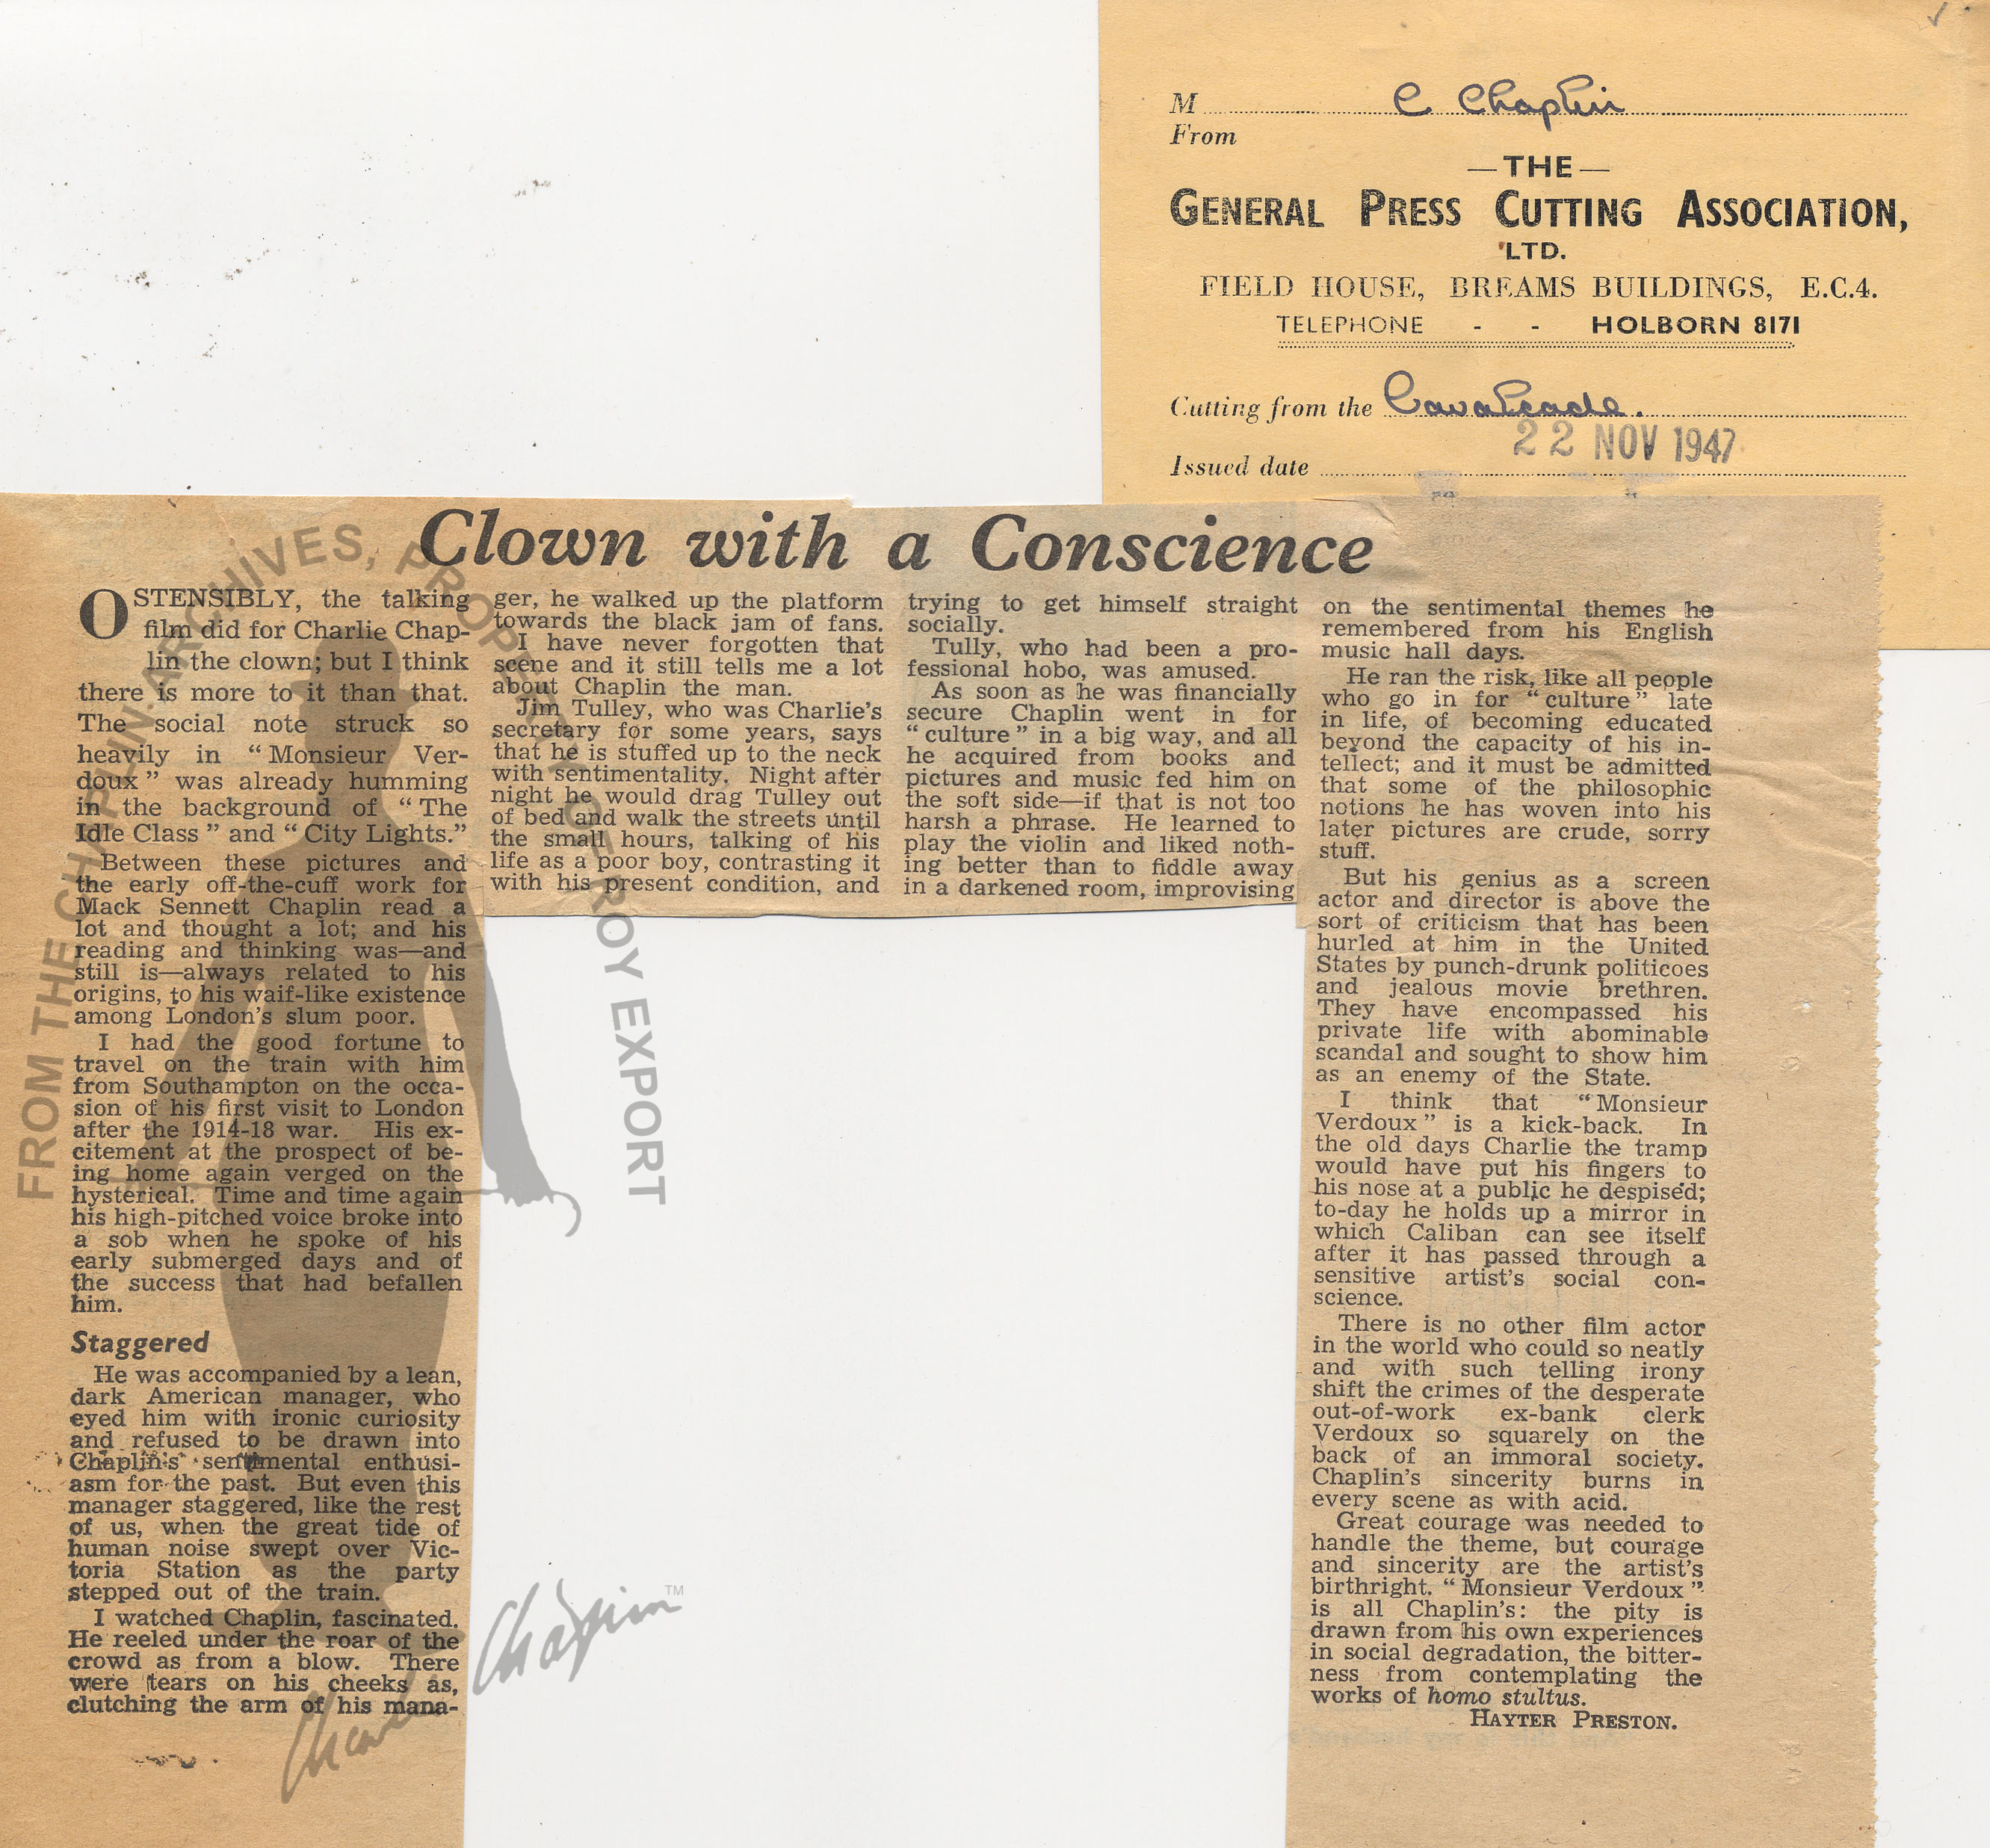 M C Chaplin
From
—THE—
GENERAL PRESS CUTTING ASSOCIATION,
LTD.
FIELD HOUSE, BREAMS BUILDINGS, E.C.4.
TELEPHONE - - HOLBORN 8171
Cutting from the Cavalcade.
22 NOV 1947
Issued date
Clown with a Conscience
OSTENSIBLY, the talking
film did for Charlie Chap-
lin the clown; but I think
there is more to it than that.
The social note struck so
heavily in “Monsieur Ver-
doux” was already humming
in the background of “The
Idle Class” and “City Lights.”
Between these pictures and
the early off-the-cuff work for
Mack Sennett Chaplin read a
lot and thought a lot; and his
reading and thinking was—and
still is—always related to his
origins, to his waif-like existence
among London's slum poor.
I had the good fortune to
travel on the train with him
from Southampton on the occa-
sion of his first visit to London
after the 1914-18 war. His ex-
citement at the prospect of be-
ing home again verged on the
hysterical. Time and time again
his high-pitched voice broke into
a sob when he spoke of his
early submerged days and of
the success that had befallen
him.
Staggered
He was accompanied by a lean,
dark American manager, who
eyed him with ironic curiosity
and refused to be drawn into
Chaplin's sentimental enthusi-
asm for the past. But even this
manager staggered, like the rest
of us, when the great tide of
human noise swept over Vic-
toria Station as the party
stepped out of the train.
I watched Chaplin, fascinated.
He reeled under the roar of the
crowd as from a blow. There
were tears on his cheeks as,
clutching the arm of his mana-
ger, he walked up the platform
towards the black jam of fans.
I have never forgotten that
scene and it still tells me a lot
about Chaplin the man.
Jim Tulley, who was Charlie's
secretary for some years, says
that he is stuffed up to the neck
with sentimentality. Night after
night he would drag Tulley out
of bed and walk the streets until
the small hours, talking of his
life as a poor boy, contrasting it
with his present condition, and
trying to get himself straight
socially.
Tully, who had been a pro-
fessional hobo, was amused.
As soon as he was financially
secure Chaplin went in for
“culture” in a big way, and all
he acquired from books and
pictures and music fed him on
the soft side—if that is not too
harsh a phrase. He learned to
play the violin and liked noth-
ing better than to fiddle away
in a darkened room, improvising
on the sentimental themes he
remembered from his English
music hall days.
He ran the risk, like all people
who go in for “culture” late
in life, of becoming educated
beyond the capacity of his in-
tellect; and it must be admitted
that some of the philosophic
notions he has woven into his
later pictures are crude, sorry
stuff.
But his genius as a screen
actor and director is above the
sort of criticism that has been
hurled at him in the United
States by punch-drunk politicoes
and jealous movie brethren.
They have encompassed his
private life with abominable
scandal and sought to show him
as an enemy of the State.
I think that “Monsieur
Verdoux” is a kick-back. In
the old days Charlie the tramp
would have put his fingers to
his nose at a public he despised;
to-day he holds up a mirror in
which Caliban can see itself
after it has passed through a
sensitive artist's social con-
science.
There is no other film actor
in the world who could so neatly
and with such telling irony
shift the crimes of the desperate
out-of-work ex-bank clerk
Verdoux so squarely on the
back of an immoral society.
Chaplin's sincerity burns in
every scene as with acid.
Great courage was needed to
handle the theme, but courage
and sincerity are the artist's
birthright. “Monsieur Verdoux”
is all Chaplin's: the pity is
drawn from his own experiences
in social degradation, the bitter-
ness from contemplating the
works of homo stultus.
HAYTER PRESTON.
FROM THE CHAPLIN ARCHIVES, PROPERTY OF ROY EXPORT
Charlie Chaplin™